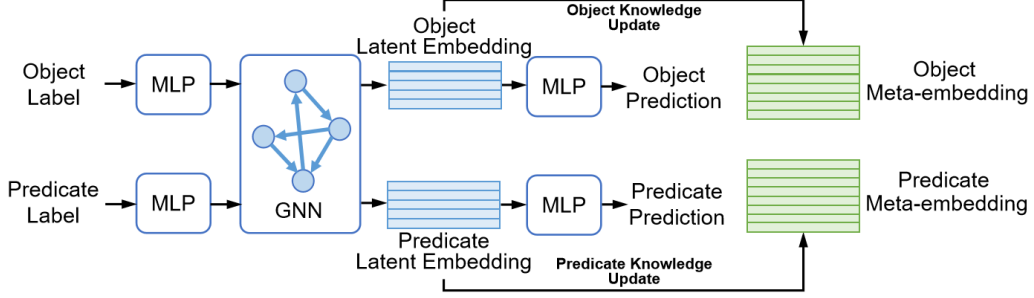 Object Knowledge
Update
Object
Latent Embedding
Object
Label
MLP
MLP
Object
Prediction
Object
Meta-embedding
GNN
Predicate
Label
MLP
MLP
Predicate
Prediction
Predicate
Meta-embedding
Predicate
Latent Embedding
Predicate Knowledge
Update